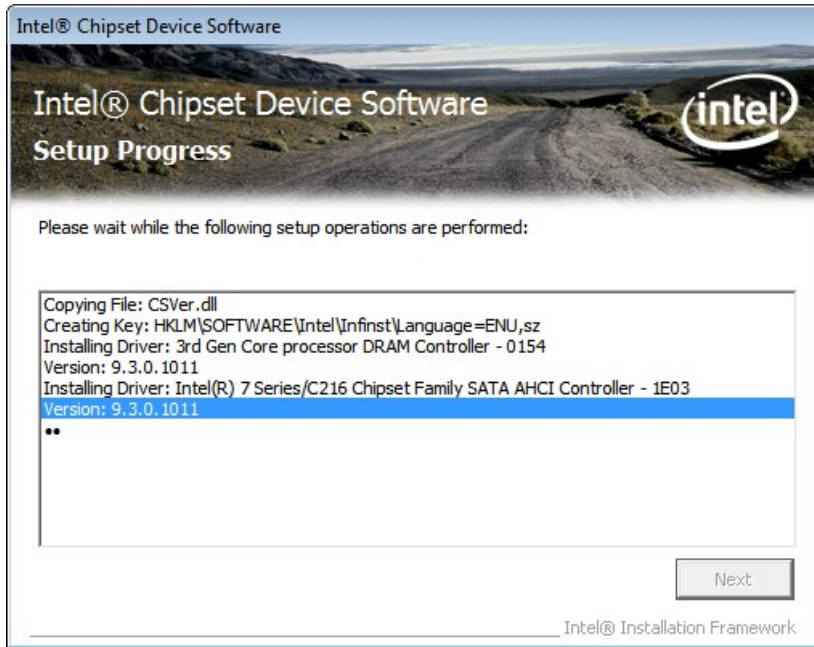 Intel® Chipset Device Software
Intel® Chipset Device Software
intel
Setup Progress
Please wait while the following setup operations are performed:
Copying File: CSVer.dll
Creating Key: HKLM\SOFTWARE\Intel\Infinst\Language=ENU,sz
Installing Driver: 3rd Gen Core processor DRAM Controller - 0154
Version: 9.3.0.1011
Installing Driver: Intel(R) 7 Series/C216 Chipset Family SATA AHCI Controller - 1E03
Version: 9.3.0.1011
••
Next
Intel® Installation Framework